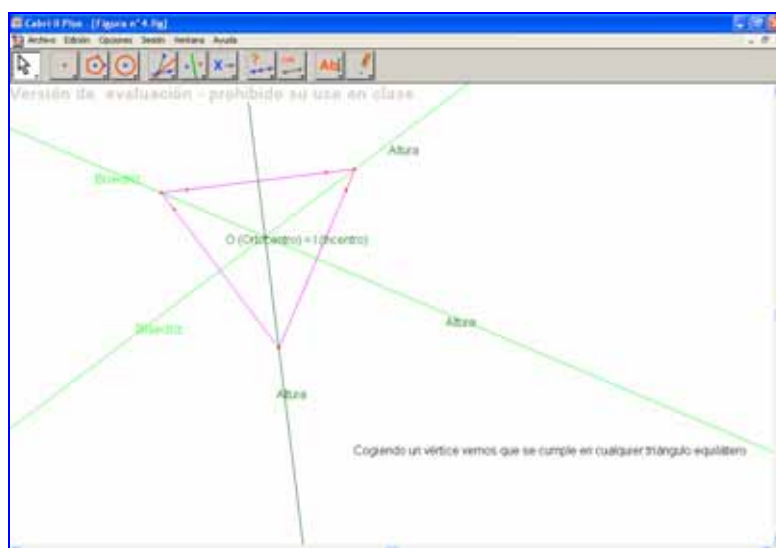 Cabri II Plus - [Figura nº 4.fig]
Archivo Edición Opciones Sesión Ventana Ayuda
Versión de evaluación - prohibido su uso en clase
Altura
Bisectriz
O (Ortocentro) = I (Incentro)
Altura
Bisectriz
Altura
Cogiendo un vértice vemos que se cumple en cualquier triángulo equilátero